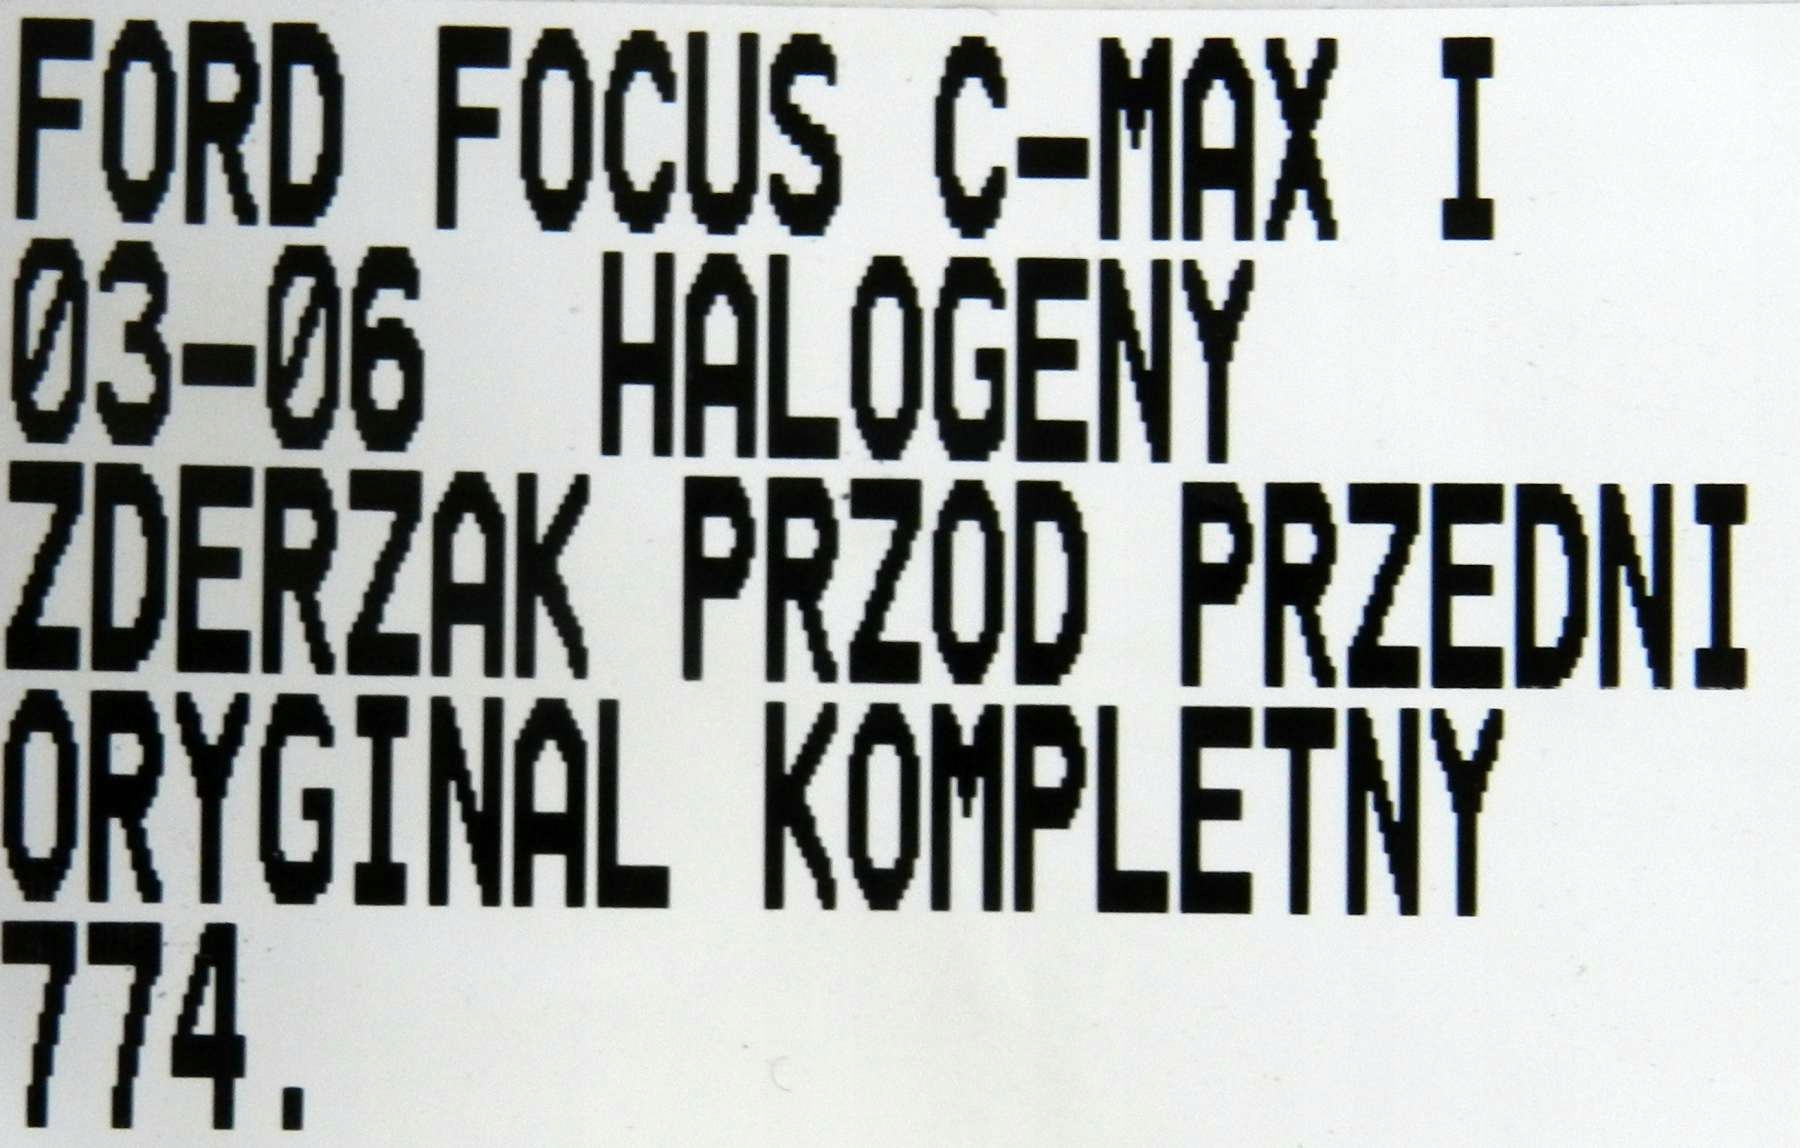 FORD FOCUS C-MAX I
03-06 HALOGENY
ZDERZAK PRZOD PRZEDNI
ORYGINAL KOMPLETNY
774.